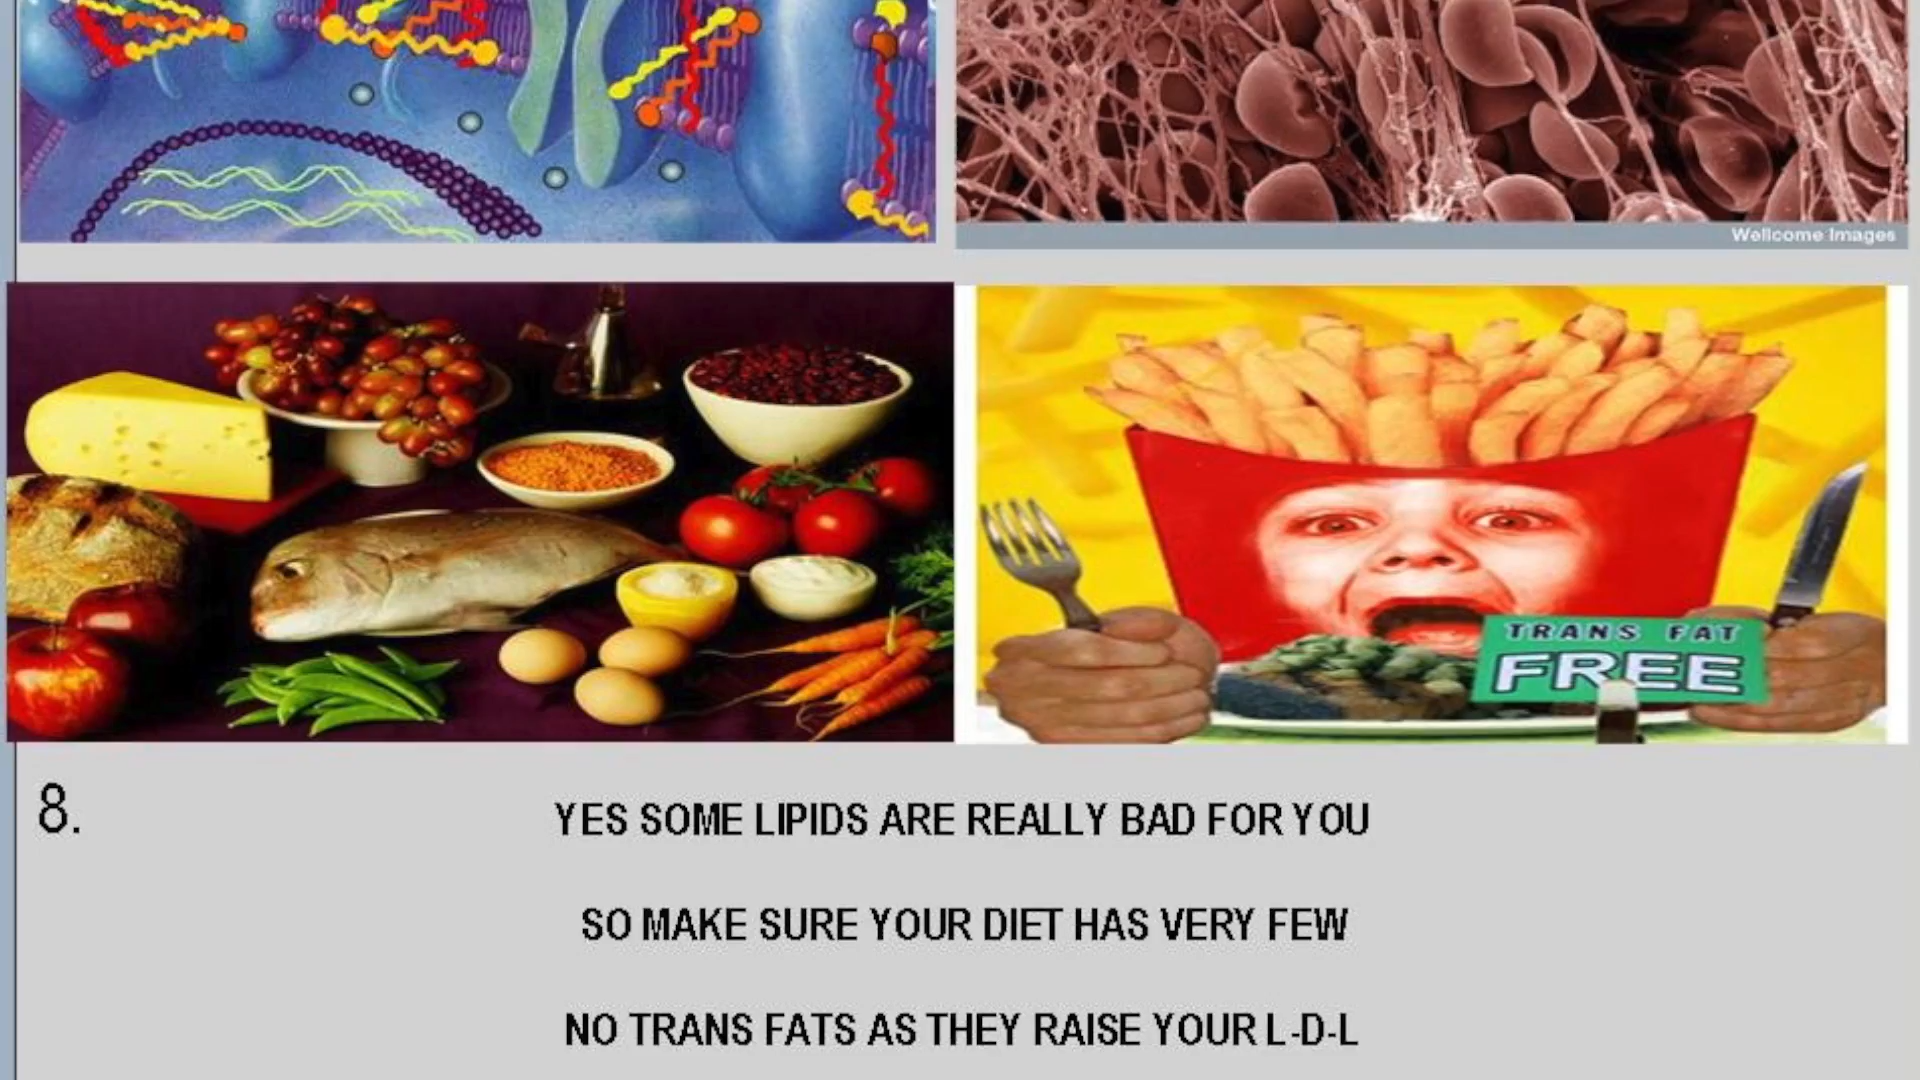 Wellcome Images
TRANS FAT
FREE
8.
YES SOME LIPIDS ARE REALLY BAD FOR YOU
SO MAKE SURE YOUR DIET HAS VERY FEW
NO TRANS FATS AS THEY RAISE YOUR L-D-L